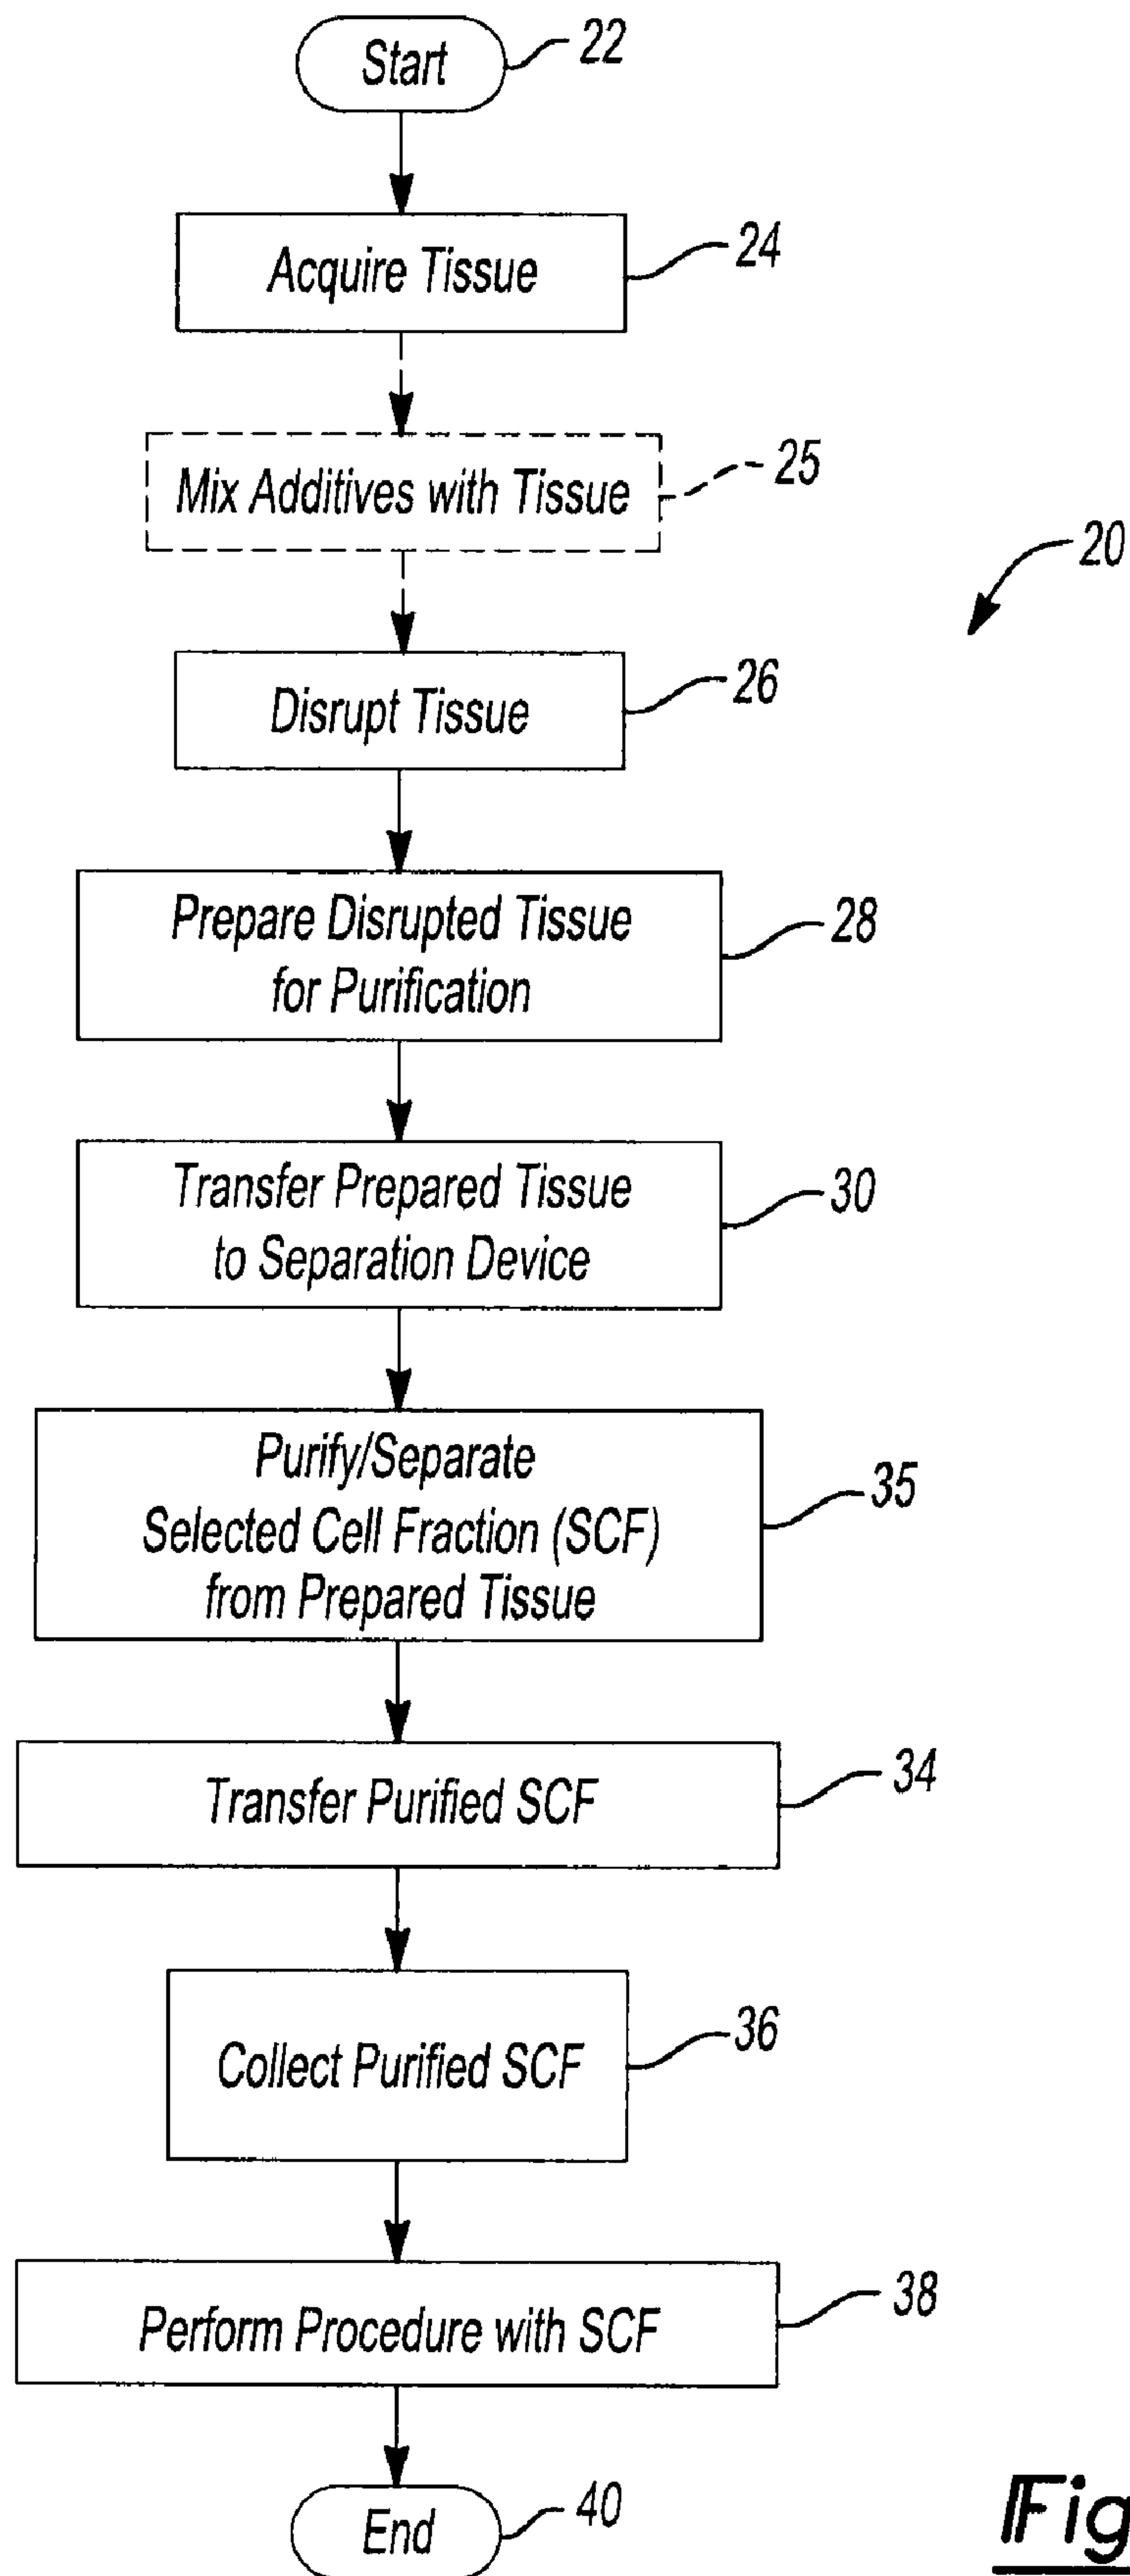 Start
22
Acquire Tissue
24
Mix Additives with Tissue
25
20
Disrupt Tissue
26
Prepare Disrupted Tissue
for Purification
28
Transfer Prepared Tissue
to Separation Device
30
Purify/Separate
Selected Cell Fraction (SCF)
from Prepared Tissue
35
Transfer Purified SCF
34
Collect Purified SCF
36
Perform Procedure with SCF
38
End
40
Fig